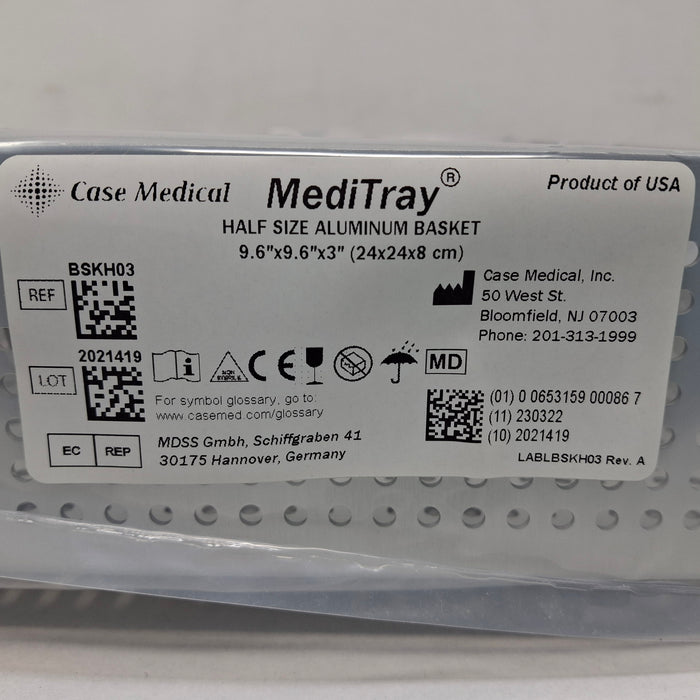 Case Medical
MediTray®
Product of USA
HALF SIZE ALUMINUM BASKET
9.6"x9.6"x3" (24x24x8 cm)
BSKH03
REF
Case Medical, Inc.
50 West St.
Bloomfield, NJ 07003
Phone: 201-313-1999
2021419
LOT
NON STERILE
CE
MD
For symbol glossary, go to:
www.casemed.com/glossary
(01) 0 0653159 00086 7
(11) 230322
(10) 2021419
EC REP
MDSS Gmbh, Schiffgraben 41
30175 Hannover, Germany
LABLBSKH03 Rev. A